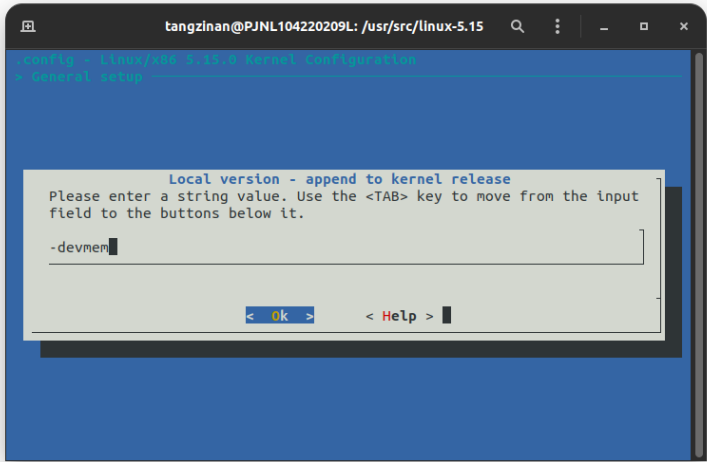 tangzinan@PJNL104220209L: /usr/src/linux-5.15
.config - Linux/x86 5.15.0 Kernel Configuration
> General setup
Local version - append to kernel release
Please enter a string value. Use the <TAB> key to move from the input
field to the buttons below it.
-devmem
< Ok > < Help >